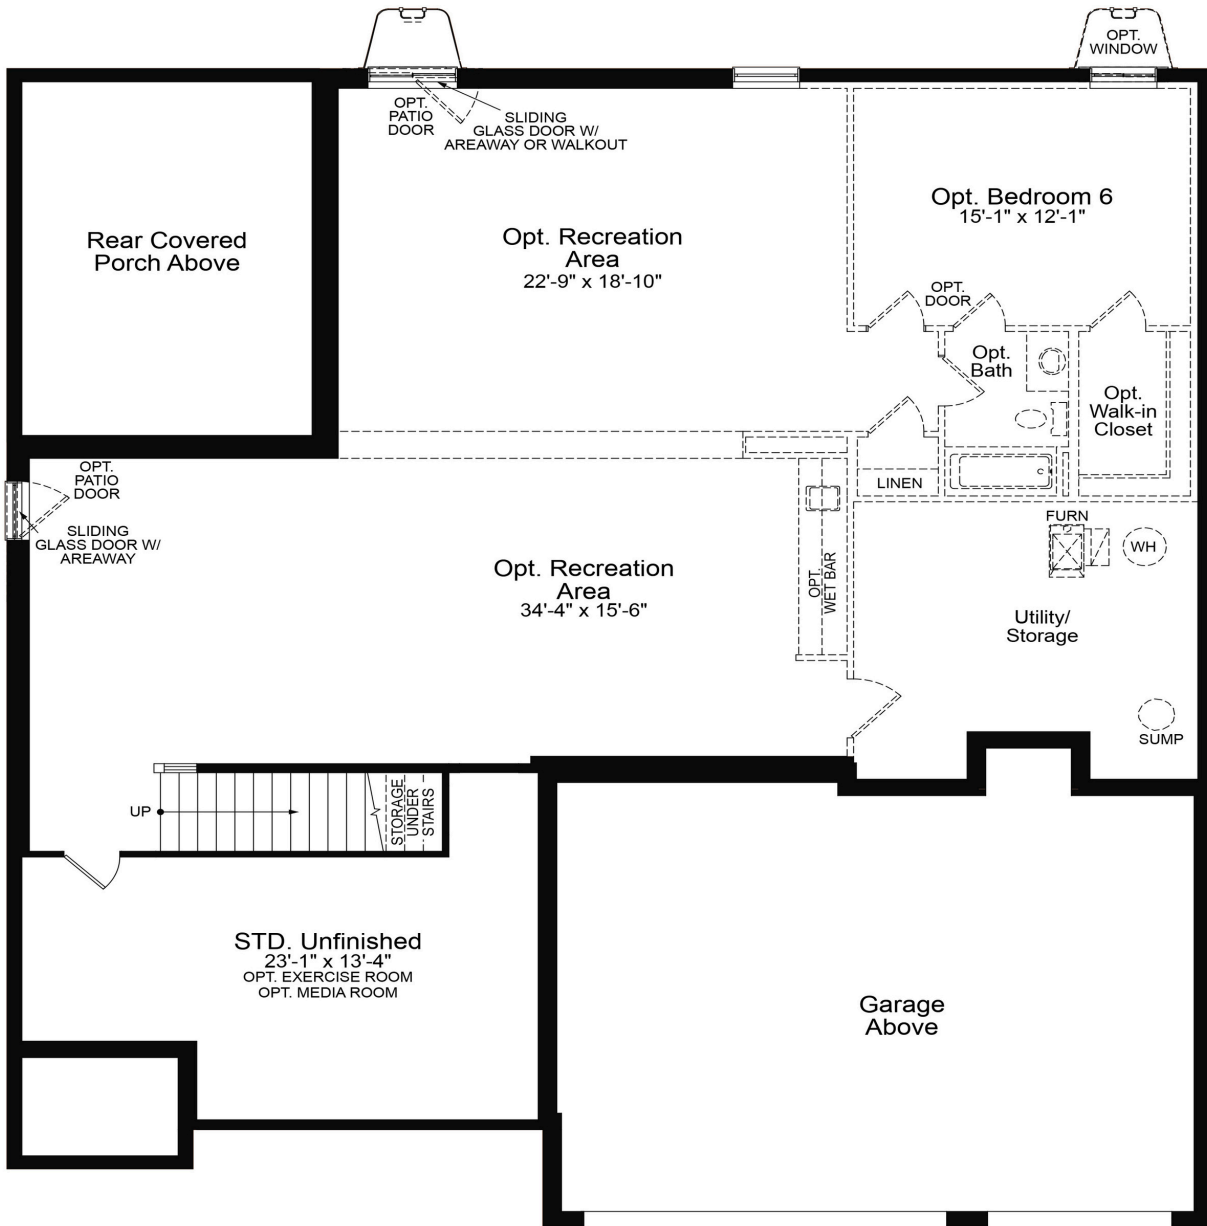 OPT.
WINDOW
OPT.
PATIO
DOOR
SLIDING
GLASS DOOR W/
AREAWAY OR WALKOUT
Rear Covered
Porch Above
Opt. Recreation
Area
22'-9" x 18'-10"
Opt. Bedroom 6
15'-1" x 12'-1"
OPT.
DOOR
Opt.
Bath
Opt.
Walk-in
Closet
LINEN
OPT.
PATIO
DOOR
SLIDING
GLASS DOOR W/
AREAWAY
Opt. Recreation
Area
34'-4" x 15'-6"
OPT.
WET BAR
FURN
WH
Utility/
Storage
SUMP
UP
STORAGE
UNDER
STAIRS
STD. Unfinished
23'-1" x 13'-4"
OPT. EXERCISE ROOM
OPT. MEDIA ROOM
Garage
Above